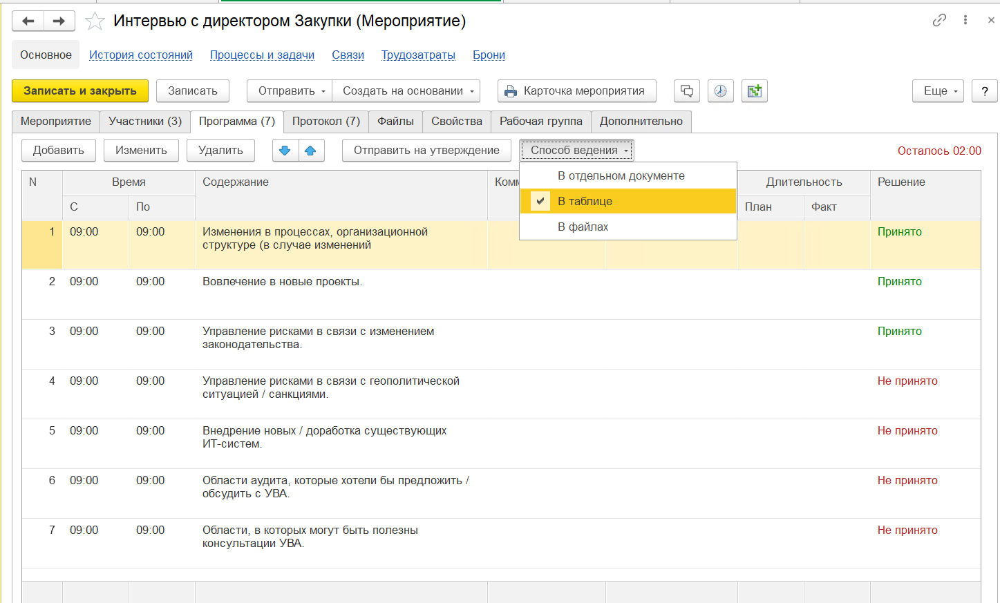 Интервью с директором Закупки (Мероприятие)
Основное История состояний Процессы и задачи Связи Трудозатраты Брони
Записать и закрыть Записать Отправить Создать на основании Карточка мероприятия Еще ?
Мероприятие Участники (3) Программа (7) Протокол (7) Файлы Свойства Рабочая группа Дополнительно
Добавить Изменить Удалить Отправить на утверждение Способ ведения Осталось 02:00
В отдельном документе
В таблице
В файлах
N Время Содержание Длительность Решение
С По План Факт
1 09:00 09:00 Изменения в процессах, организационной Принято
структуре (в случае изменений
2 09:00 09:00 Вовлечение в новые проекты. Принято
3 09:00 09:00 Управление рисками в связи с изменением Принято
законодательства.
4 09:00 09:00 Управление рисками в связи с геополитической Не принято
ситуацией / санкциями.
5 09:00 09:00 Внедрение новых / доработка существующих Не принято
ИТ-систем.
6 09:00 09:00 Области аудита, которые хотели бы предложить / Не принято
обсудить с УВА.
7 09:00 09:00 Области, в которых могут быть полезны Не принято
консультации УВА.